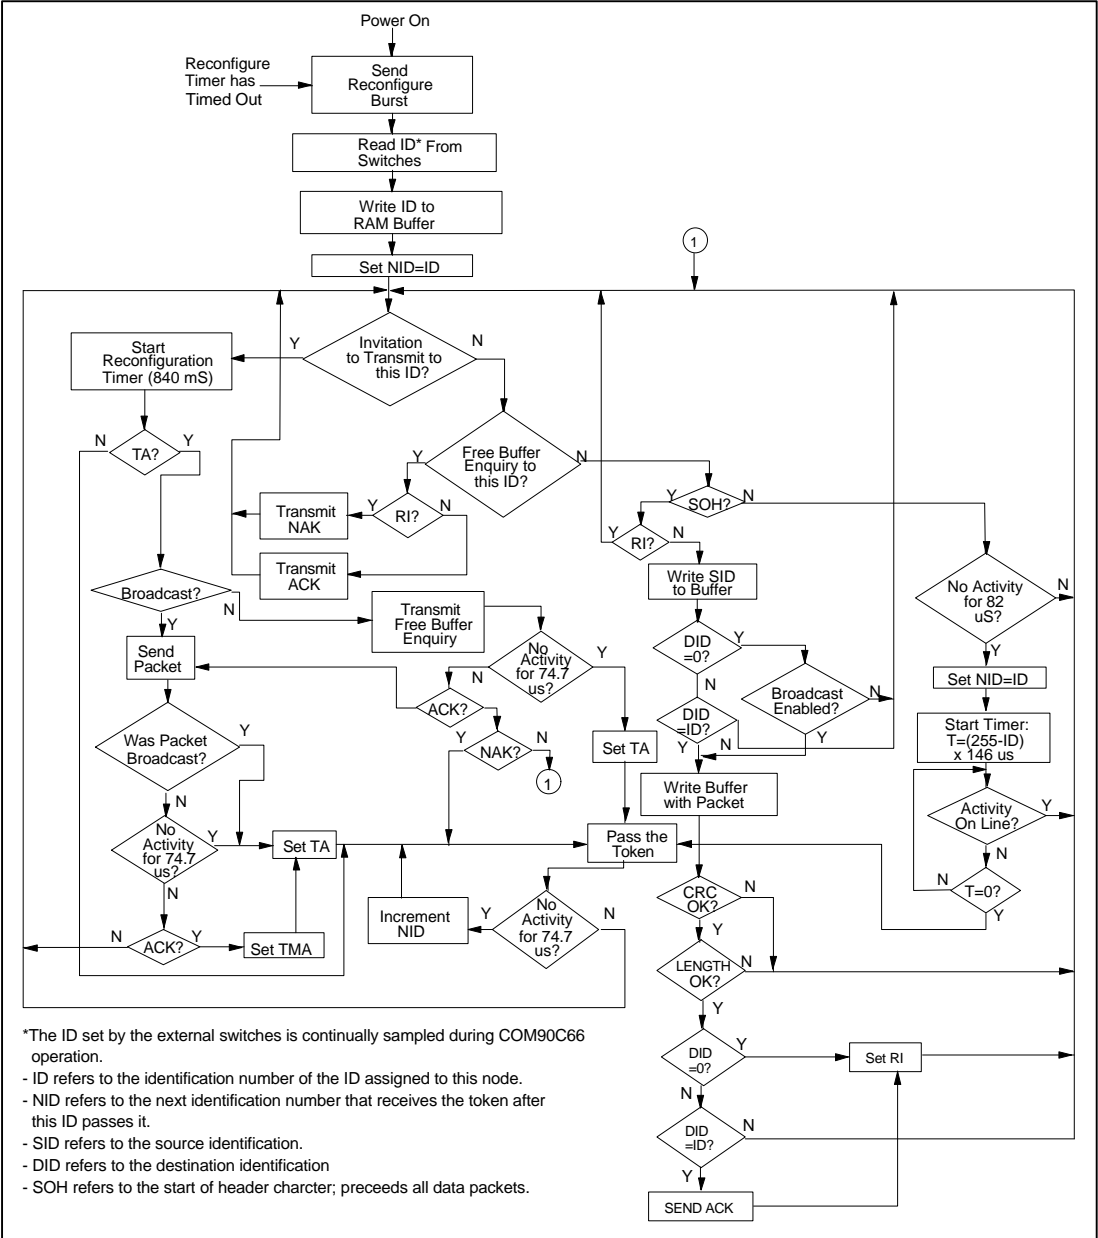 Power On
Reconfigure
Timer has
Timed Out
Send
Reconfigure
Burst
Read ID* From
Switches
Write ID to
RAM Buffer
1
Set NID=ID
Start
Reconfiguration
Timer (840 mS)
Y
Invitation
to Transmit to
this ID?
N
N
TA?
Y
Y
Free Buffer
Enquiry to
this ID?
N
Transmit
NAK
Y
RI?
N
Y
SOH?
N
Y
RI?
N
Transmit
ACK
Write SID
to Buffer
No Activity
for 82
uS?
N
Y
Broadcast?
N
Transmit
Free Buffer
Enquiry
Y
Send
Packet
No
Activity
for 74.7
us?
Y
N
DID
=0?
Y
N
Set NID=ID
Broadcast
Enabled?
N
Y
ACK?
N
DID
=ID?
N
Y
Start Timer:
T=(255-ID)
x 146 us
Was Packet
Broadcast?
Y
N
Y
NAK?
N
1
Set TA
Write Buffer
with Packet
Activity
On Line?
Y
N
No
Activity
for 74.7
us?
Y
N
Set TA
Pass the
Token
N
T=0?
Y
CRC
OK?
N
Y
Increment
NID
Y
No
Activity
for 74.7
us?
N
N
ACK?
Y
Set TMA
LENGTH
OK?
N
Y
*The ID set by the external switches is continually sampled during COM90C66
operation.
- ID refers to the identification number of the ID assigned to this node.
- NID refers to the next identification number that receives the token after
this ID passes it.
- SID refers to the source identification.
- DID refers to the destination identification
- SOH refers to the start of header charcter; preceeds all data packets.
DID
=0?
Y
N
Set RI
DID
=ID?
N
Y
SEND ACK